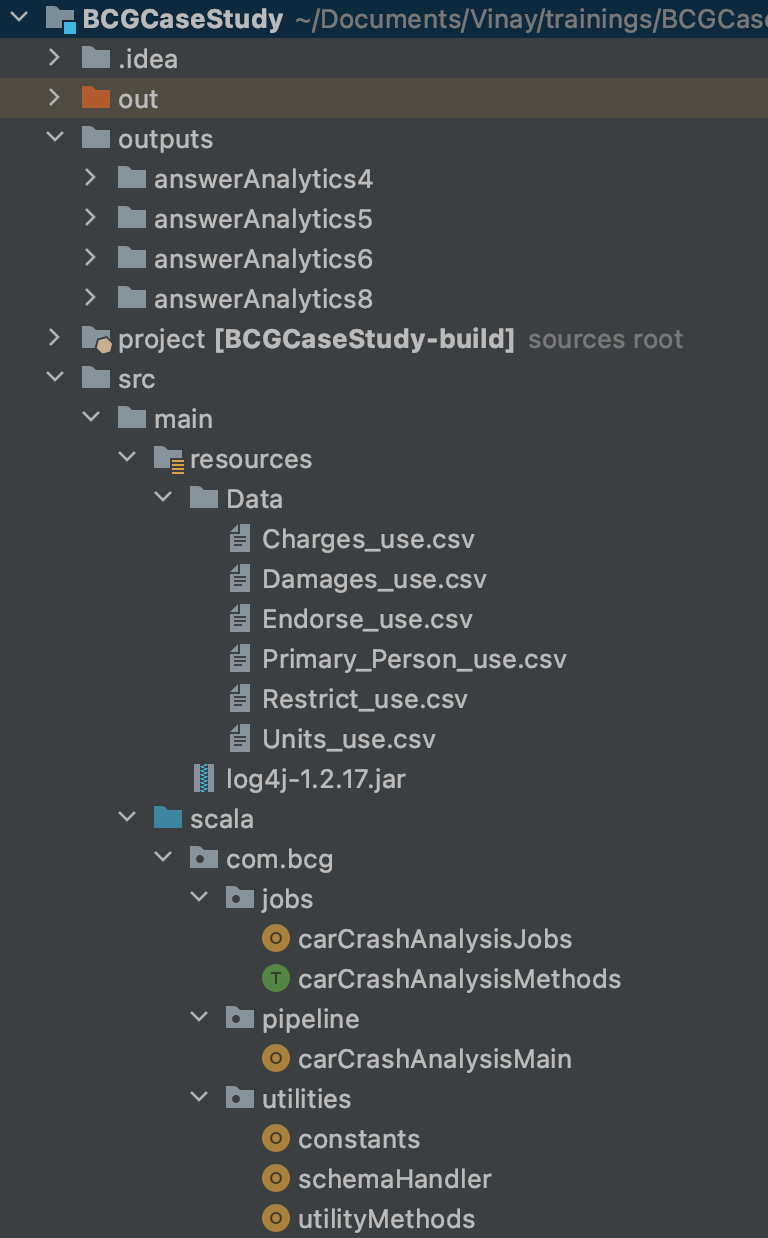 BCGCaseStudy ~/Documents/Vinay/trainings/BCGCase
.idea
out
outputs
answerAnalytics4
answerAnalytics5
answerAnalytics6
answerAnalytics8
project [BCGCaseStudy-build] sources root
src
main
resources
Data
Charges_use.csv
Damages_use.csv
Endorse_use.csv
Primary_Person_use.csv
Restrict_use.csv
Units_use.csv
log4j-1.2.17.jar
scala
com.bcg
jobs
O carCrashAnalysisJobs
T carCrashAnalysisMethods
pipeline
O carCrashAnalysisMain
utilities
O constants
O schemaHandler
O utilityMethods